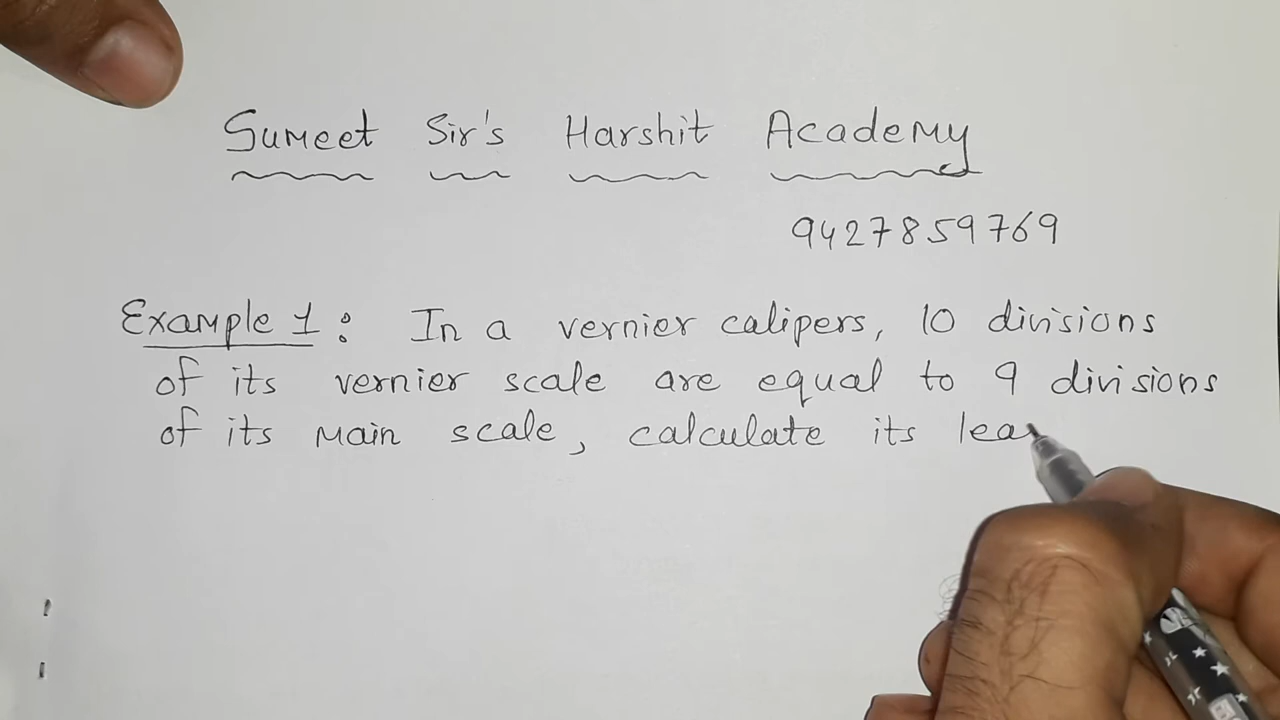 Sumeet Sir's Harshit Academy
9427859769
Example 1: In a vernier calipers, 10 divisions
of its vernier scale are equal to 9 divisions
of its main scale, calculate its lea